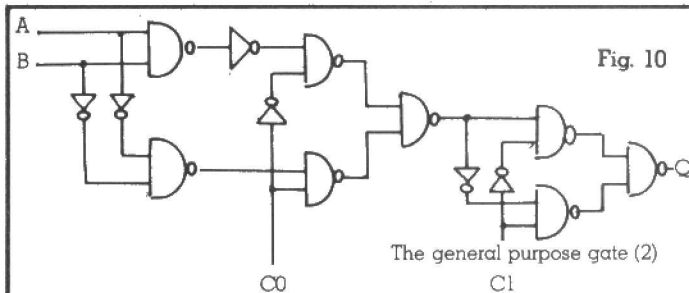 A
B
Fig. 10
Q
The general purpose gate (2)
C0
C1